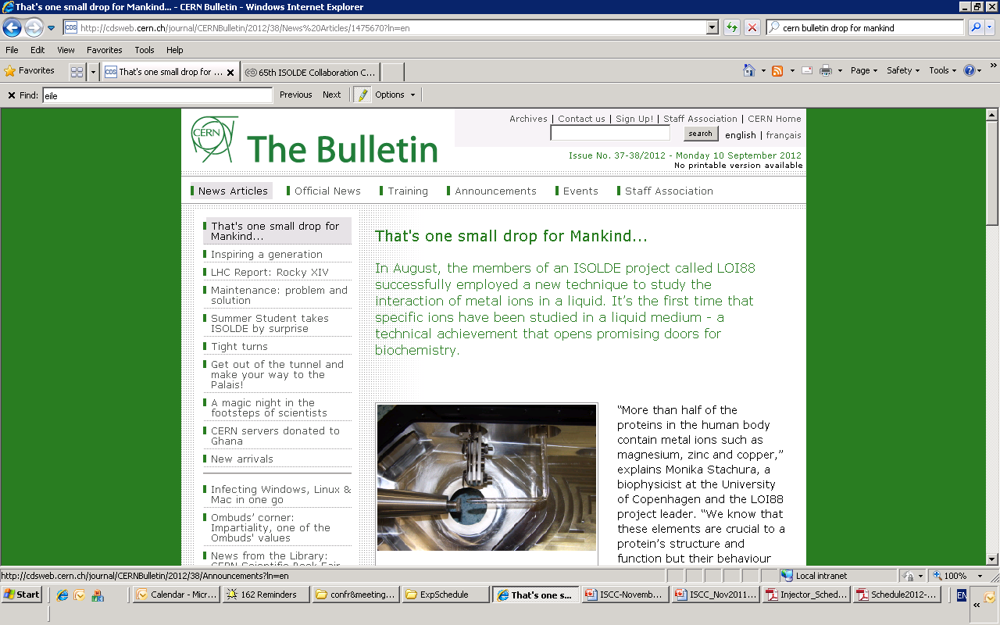 That's one small drop for Mankind... - CERN Bulletin - Windows Internet Explorer
http://cdsweb.cern.ch/journal/CERNBulletin/2012/38/News%20Articles/1475670?ln=en
cern bulletin drop for mankind
File Edit View Favorites Tools Help
Favorites
CDS That's one small drop for ...
65th ISOLDE Collaboration C...
Page Safety Tools
Find: eile Previous Next Options
Archives | Contact us | Sign Up! | Staff Association | CERN Home
search
english | français
CERN
The Bulletin
Issue No. 37-38/2012 - Monday 10 September 2012
No printable version available
News Articles Official News Training Announcements Events Staff Association
That's one small drop for
Mankind...
Inspiring a generation
LHC Report: Rocky XIV
Maintenance: problem and
solution
Summer Student takes
ISOLDE by surprise
Tight turns
Get out of the tunnel and
make your way to the
Palais!
A magic night in the
footsteps of scientists
CERN servers donated to
Ghana
New arrivals
Infecting Windows, Linux &
Mac in one go
Ombuds' corner:
Impartiality, one of the
Ombuds' values
News from the Library:
CERN Scientific Book Fair
That's one small drop for Mankind...
In August, the members of an ISOLDE project called LOI88
successfully employed a new technique to study the
interaction of metal ions in a liquid. It's the first time that
specific ions have been studied in a liquid medium - a
technical achievement that opens promising doors for
biochemistry.
“More than half of the
proteins in the human body
contain metal ions such as
magnesium, zinc and copper,”
explains Monika Stachura, a
biophysicist at the University
of Copenhagen and the LOI88
project leader. “We know that
these elements are crucial to a
protein's structure and
function but their behaviour
http://cdsweb.cern.ch/journal/CERNBulletin/2012/38/Announcements?ln=en
Local intranet
100%
Start
Calendar - Micr...
162 Reminders
confr&meeting...
ExpSchedule
That's one s...
ISCC-Novemb...
ISCC_Nov2011...
Injector_Sched...
Schedule2012-...
EN